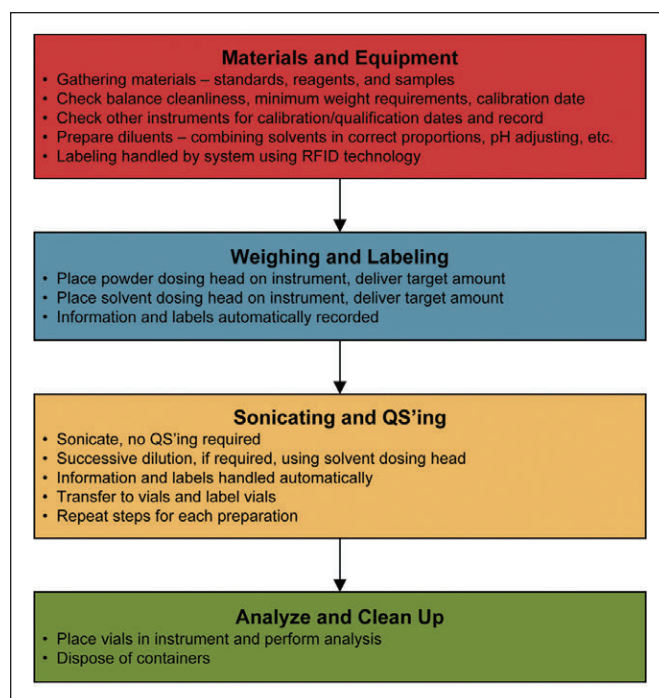 Materials and Equipment
• Gathering materials – standards, reagents, and samples
• Check balance cleanliness, minimum weight requirements, calibration date
• Check other instruments for calibration/qualification dates and record
• Prepare diluents – combining solvents in correct proportions, pH adjusting, etc.
• Labeling handled by system using RFID technology
Weighing and Labeling
• Place powder dosing head on instrument, deliver target amount
• Place solvent dosing head on instrument, deliver target amount
• Information and labels automatically recorded
Sonicating and QS’ing
• Sonicate, no QS’ing required
• Successive dilution, if required, using solvent dosing head
• Information and labels handled automatically
• Transfer to vials and label vials
• Repeat steps for each preparation
Analyze and Clean Up
• Place vials in instrument and perform analysis
• Dispose of containers